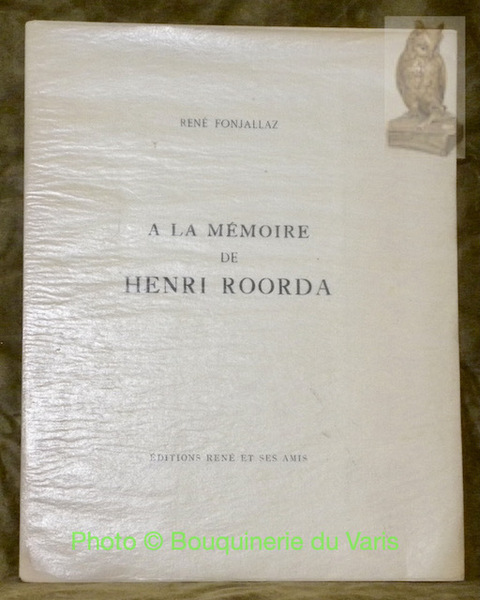 RENÉ FONJALLAZ
A LA MÉMOIRE
DE
HENRI ROORDA
ÉDITIONS RENÉ ET SES AMIS
Photo © Bouquinerie du Varis